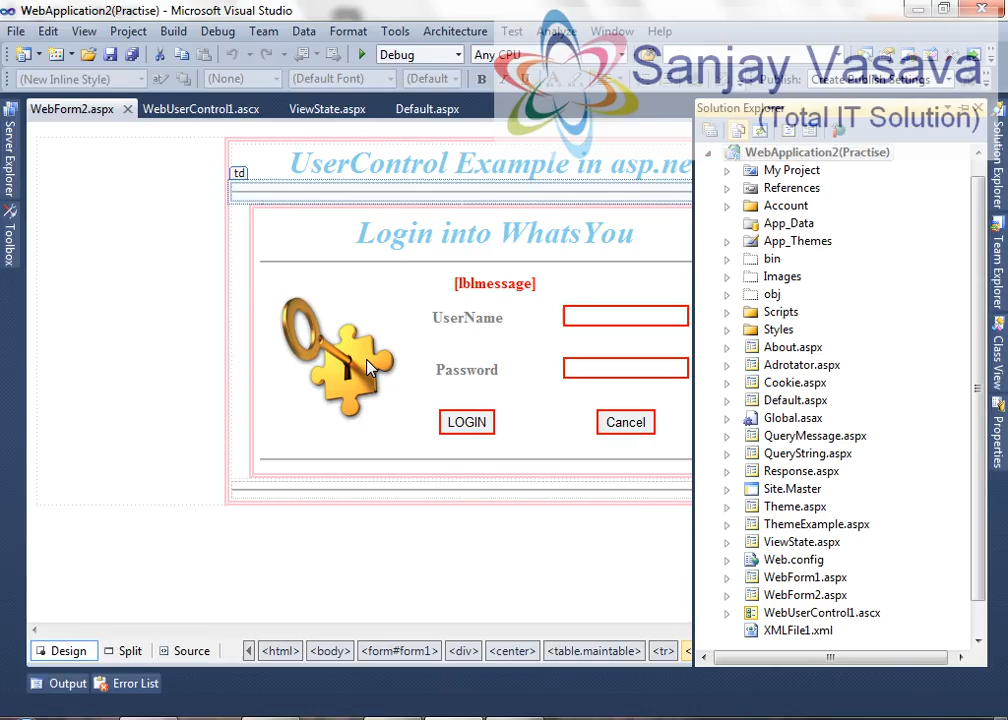 WebApplication2(Practise) - Microsoft Visual Studio
File Edit View Project Build Debug Team Data Format Tools Architecture Test Analyze Window Help
Debug Any CPU
(New Inline Style) (None) (Default Font) (Default B I U A Publish: Create Publish Settings
Sanjay Vasava
(Total IT Solution)
WebForm2.aspx WebUserControl1.ascx ViewState.aspx Default.aspx
Server Explorer
Toolbox
td
UserControl Example in asp.ne
Login into WhatsYou
[lblmessage]
UserName
Password
LOGIN Cancel
Design Split Source <html> <body> <form#form1> <div> <center> <table.maintable> <tr> <
Output Error List
Solution Explorer
WebApplication2(Practise)
My Project
References
Account
App_Data
App_Themes
bin
Images
obj
Scripts
Styles
About.aspx
Adrotator.aspx
Cookie.aspx
Default.aspx
Global.asax
QueryMessage.aspx
QueryString.aspx
Response.aspx
Site.Master
Theme.aspx
ThemeExample.aspx
ViewState.aspx
Web.config
WebForm1.aspx
WebForm2.aspx
WebUserControl1.ascx
XMLFile1.xml
Solution Explorer
Team Explorer
Class View
Properties